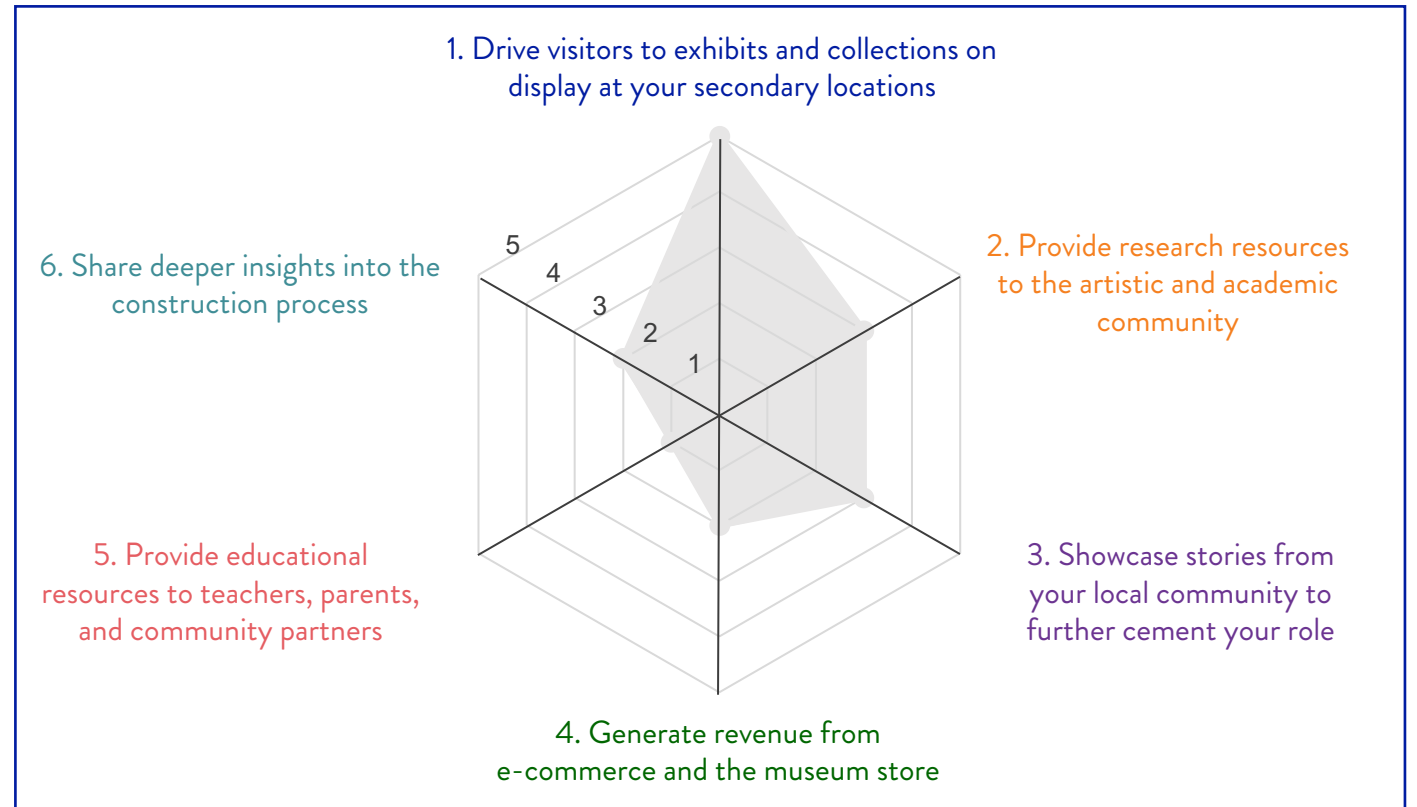 1. Drive visitors to exhibits and collections on
display at your secondary locations
2. Provide research resources
to the artistic and academic
community
3. Showcase stories from
your local community to
further cement your role
4. Generate revenue from
e-commerce and the museum store
5. Provide educational
resources to teachers, parents,
and community partners
6. Share deeper insights into the
construction process
5
4
3
2
1